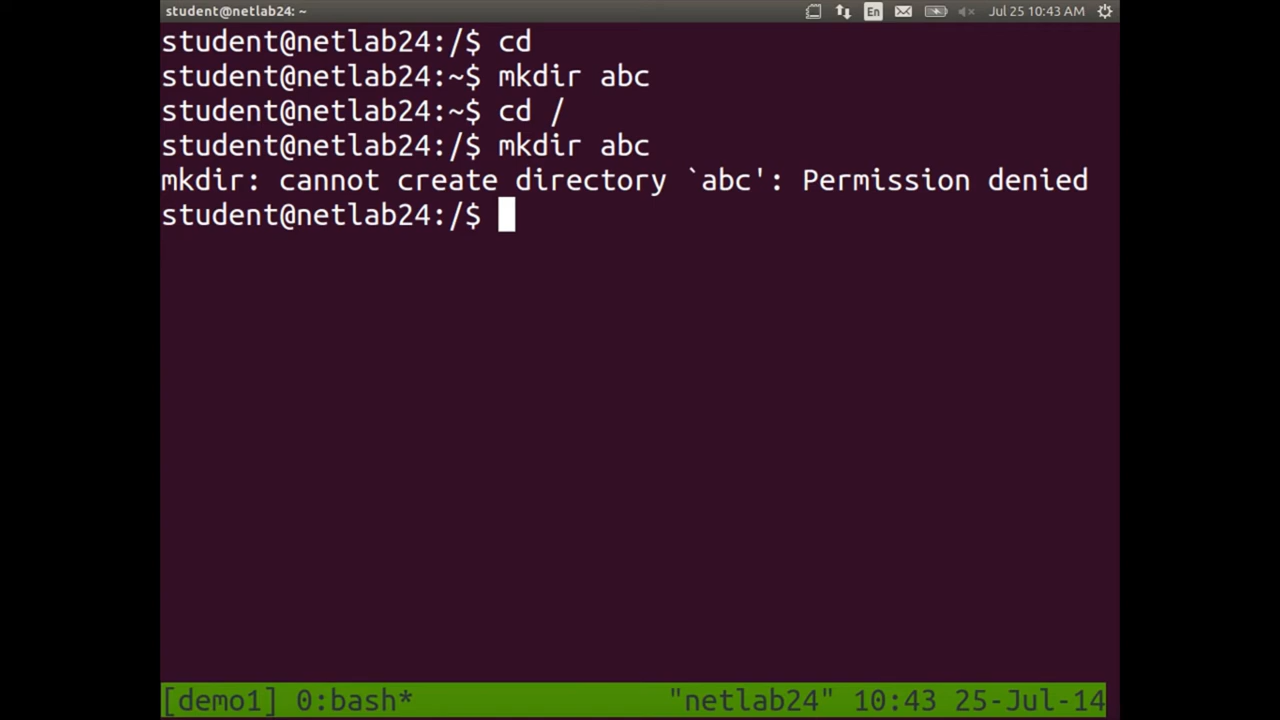 student@netlab24: ~ En Jul 25 10:43 AM
student@netlab24:/$ cd
student@netlab24:~$ mkdir abc
student@netlab24:~$ cd /
student@netlab24:/$ mkdir abc
mkdir: cannot create directory `abc': Permission denied
student@netlab24:/$
[demo1] 0:bash* "netlab24" 10:43 25-Jul-14